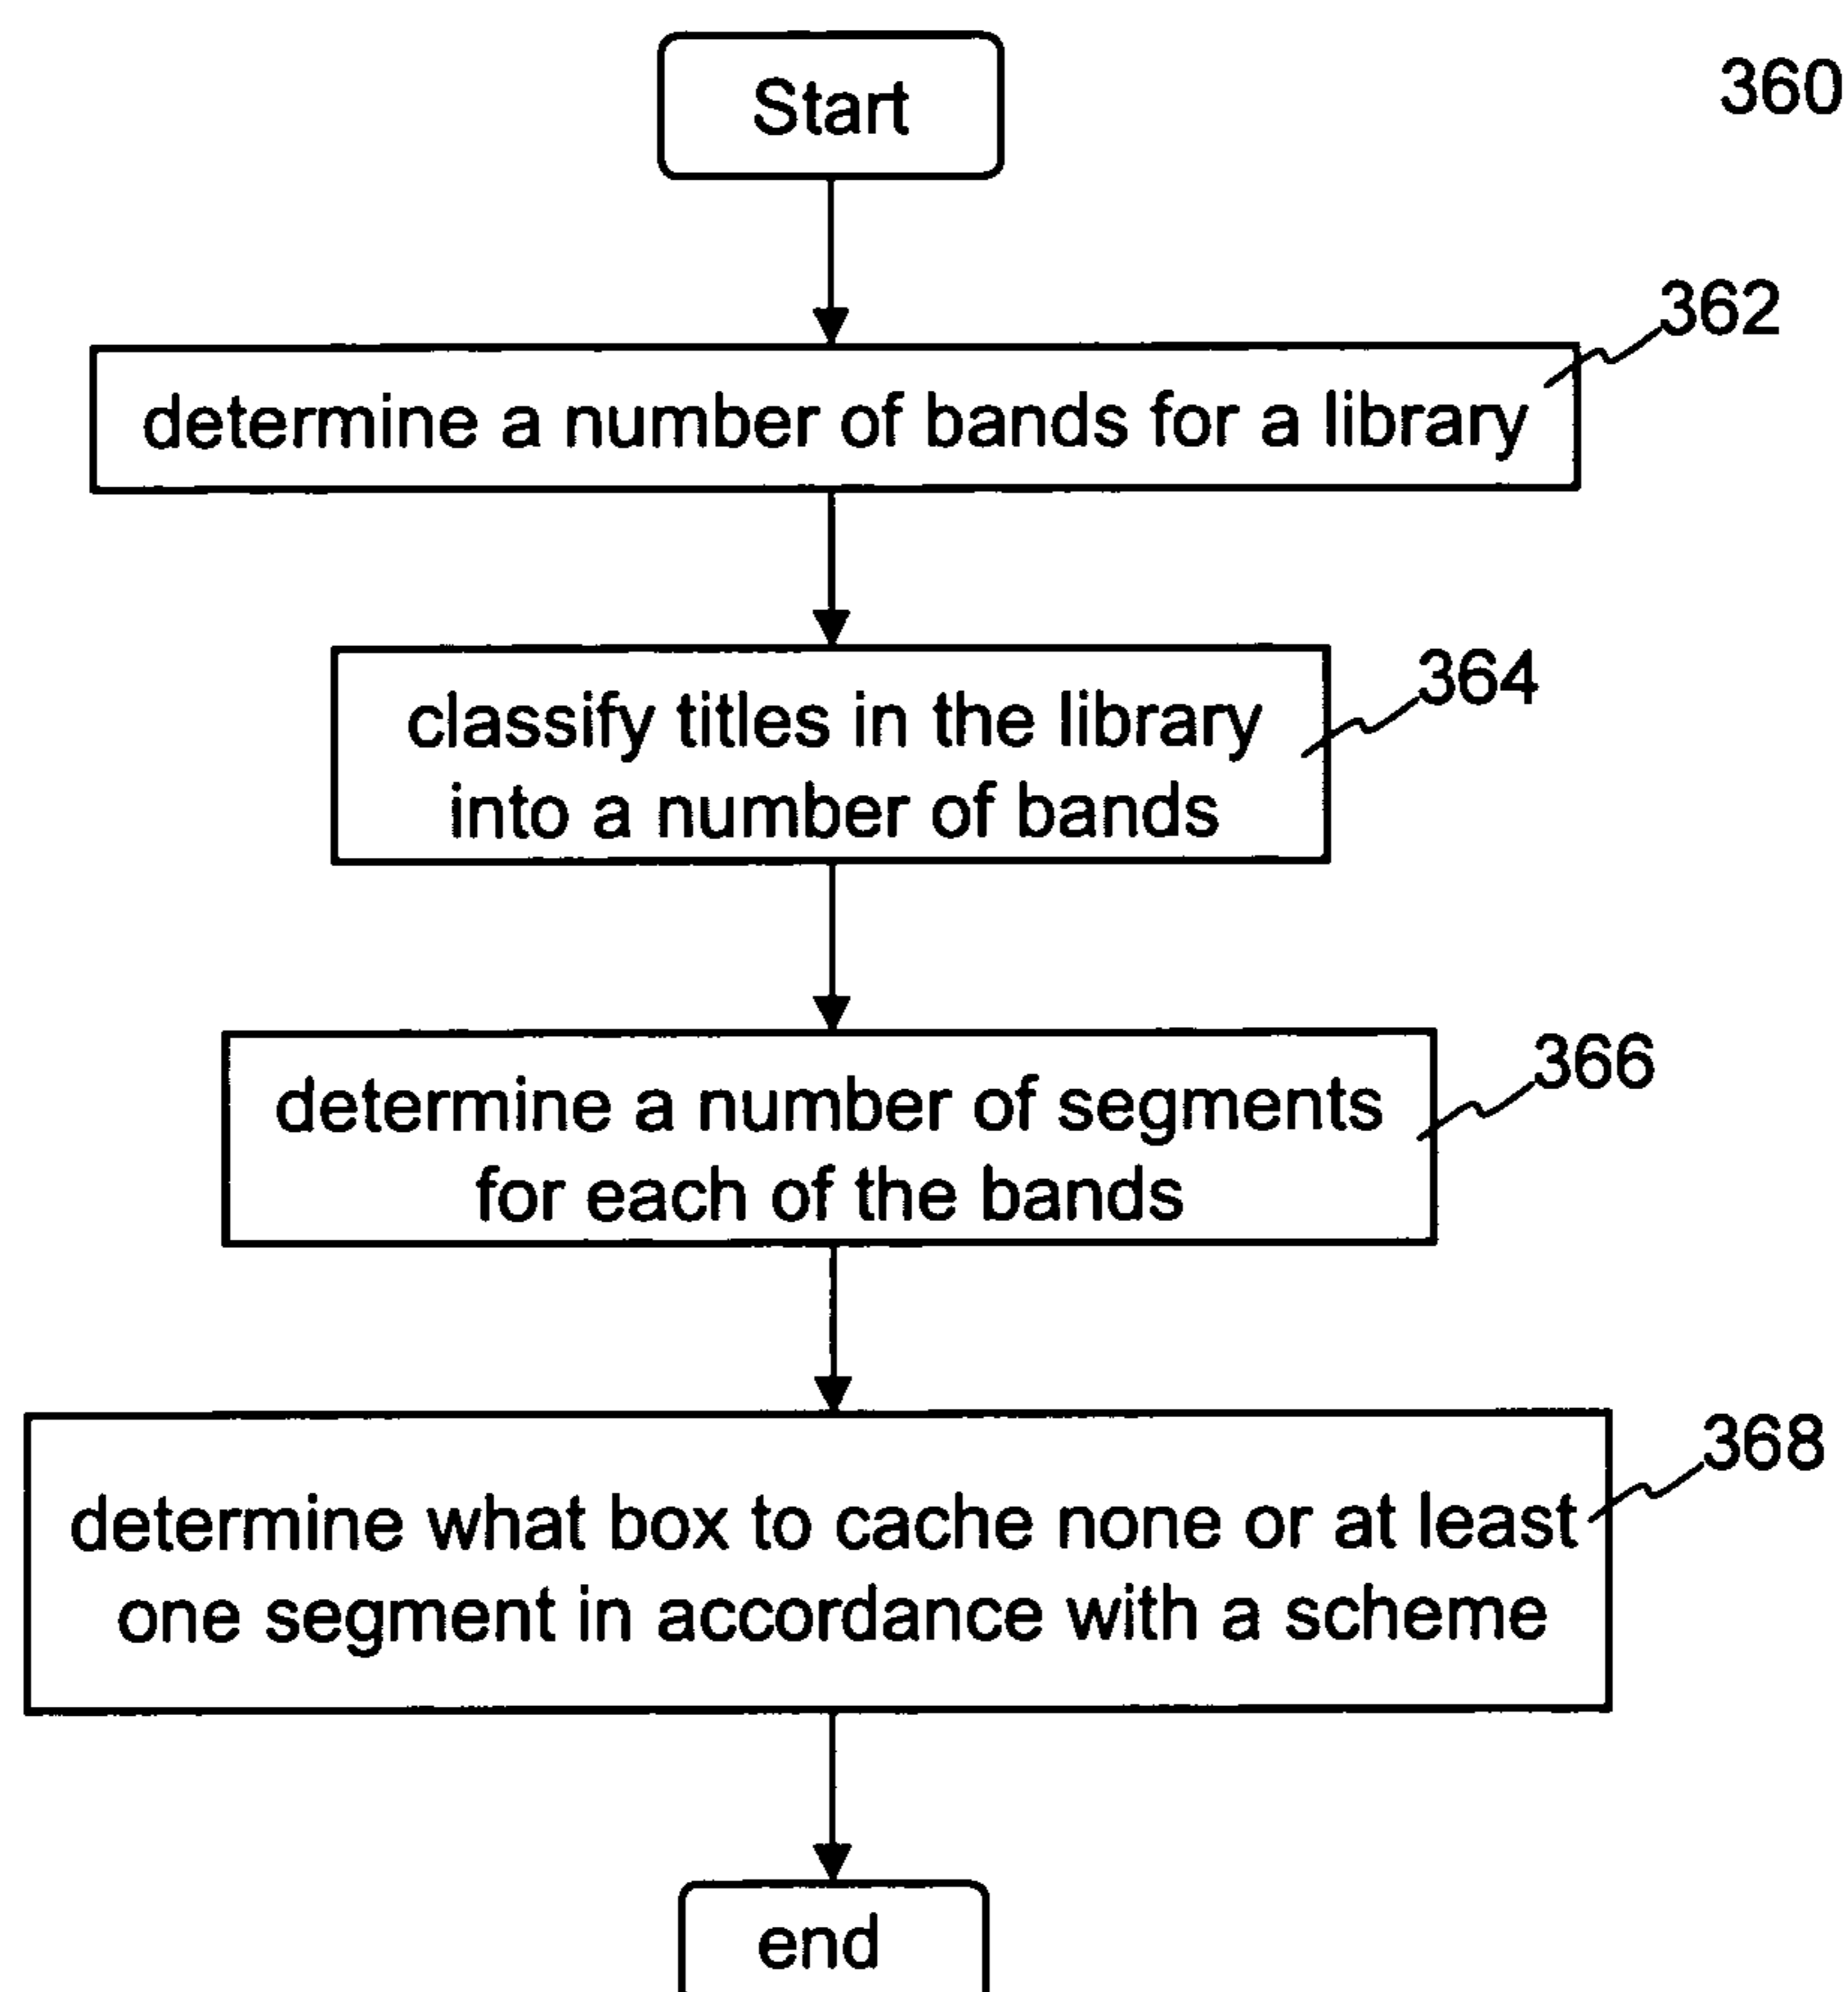 Start
360
362
determine a number of bands for a library
364
classify titles in the library
into a number of bands
366
determine a number of segments
for each of the bands
368
determine what box to cache none or at least
one segment in accordance with a scheme
end